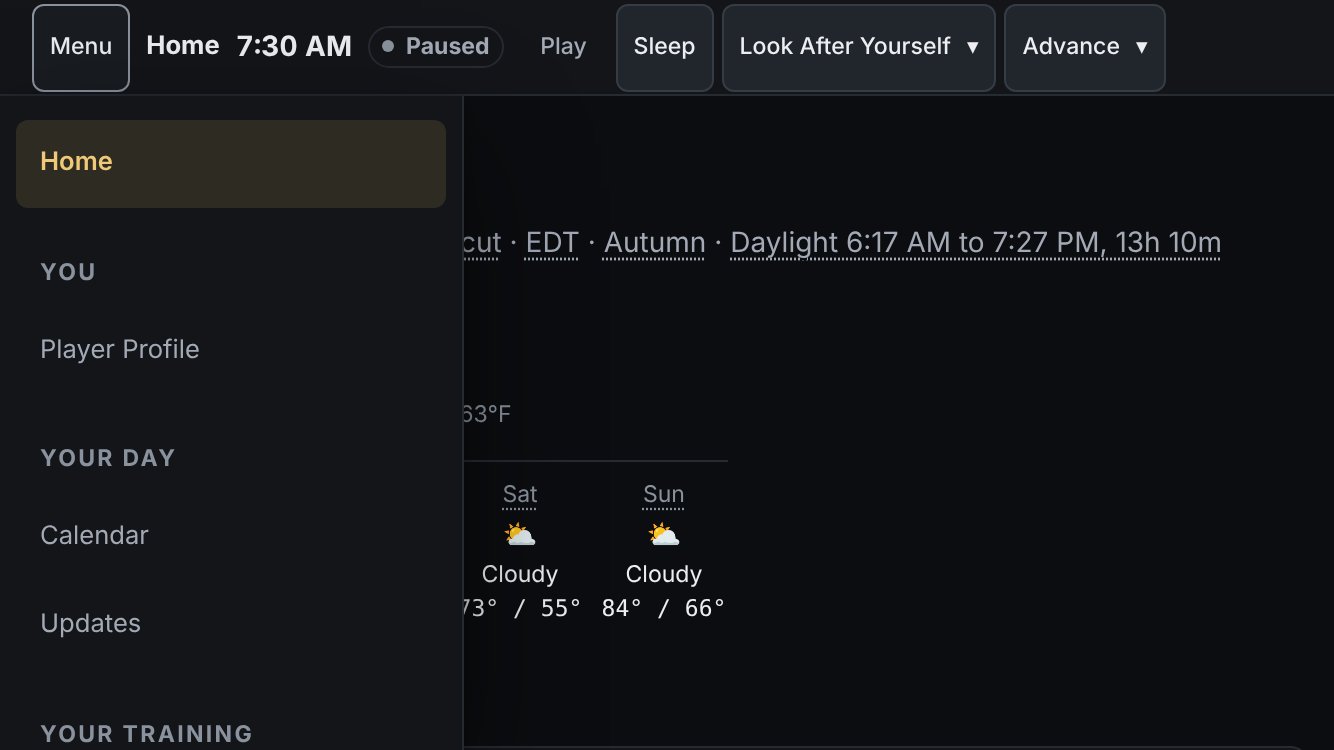 Menu Home 7:30 AM Paused Play Sleep Look After Yourself ▾ Advance ▾
Home
YOU
Player Profile
YOUR DAY
Calendar
Updates
YOUR TRAINING
cut · EDT · Autumn · Daylight 6:17 AM to 7:27 PM, 13h 10m
63°F
Sat Sun
Cloudy Cloudy
73° / 55° 84° / 66°